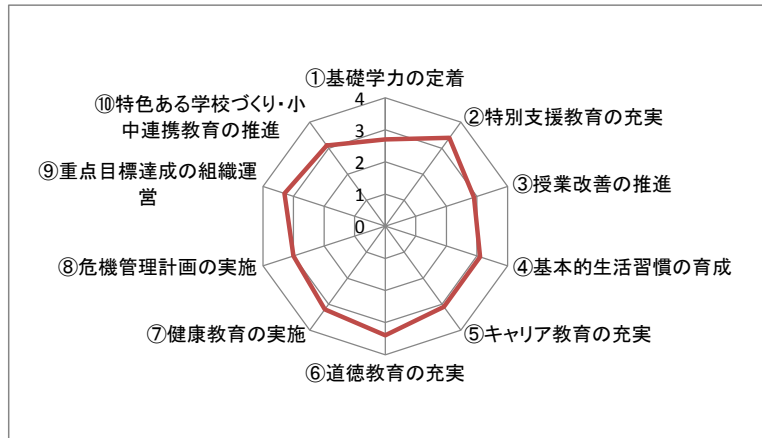 ①基礎学力の定着
②特別支援教育の充実
③授業改善の推進
④基本的生活習慣の育成
⑤キャリア教育の充実
⑥道徳教育の充実
⑦健康教育の実施
⑧危機管理計画の実施
⑨重点目標達成の組織運
営
⑩特色ある学校づくり・小
中連携教育の推進
4
3
2
1
0